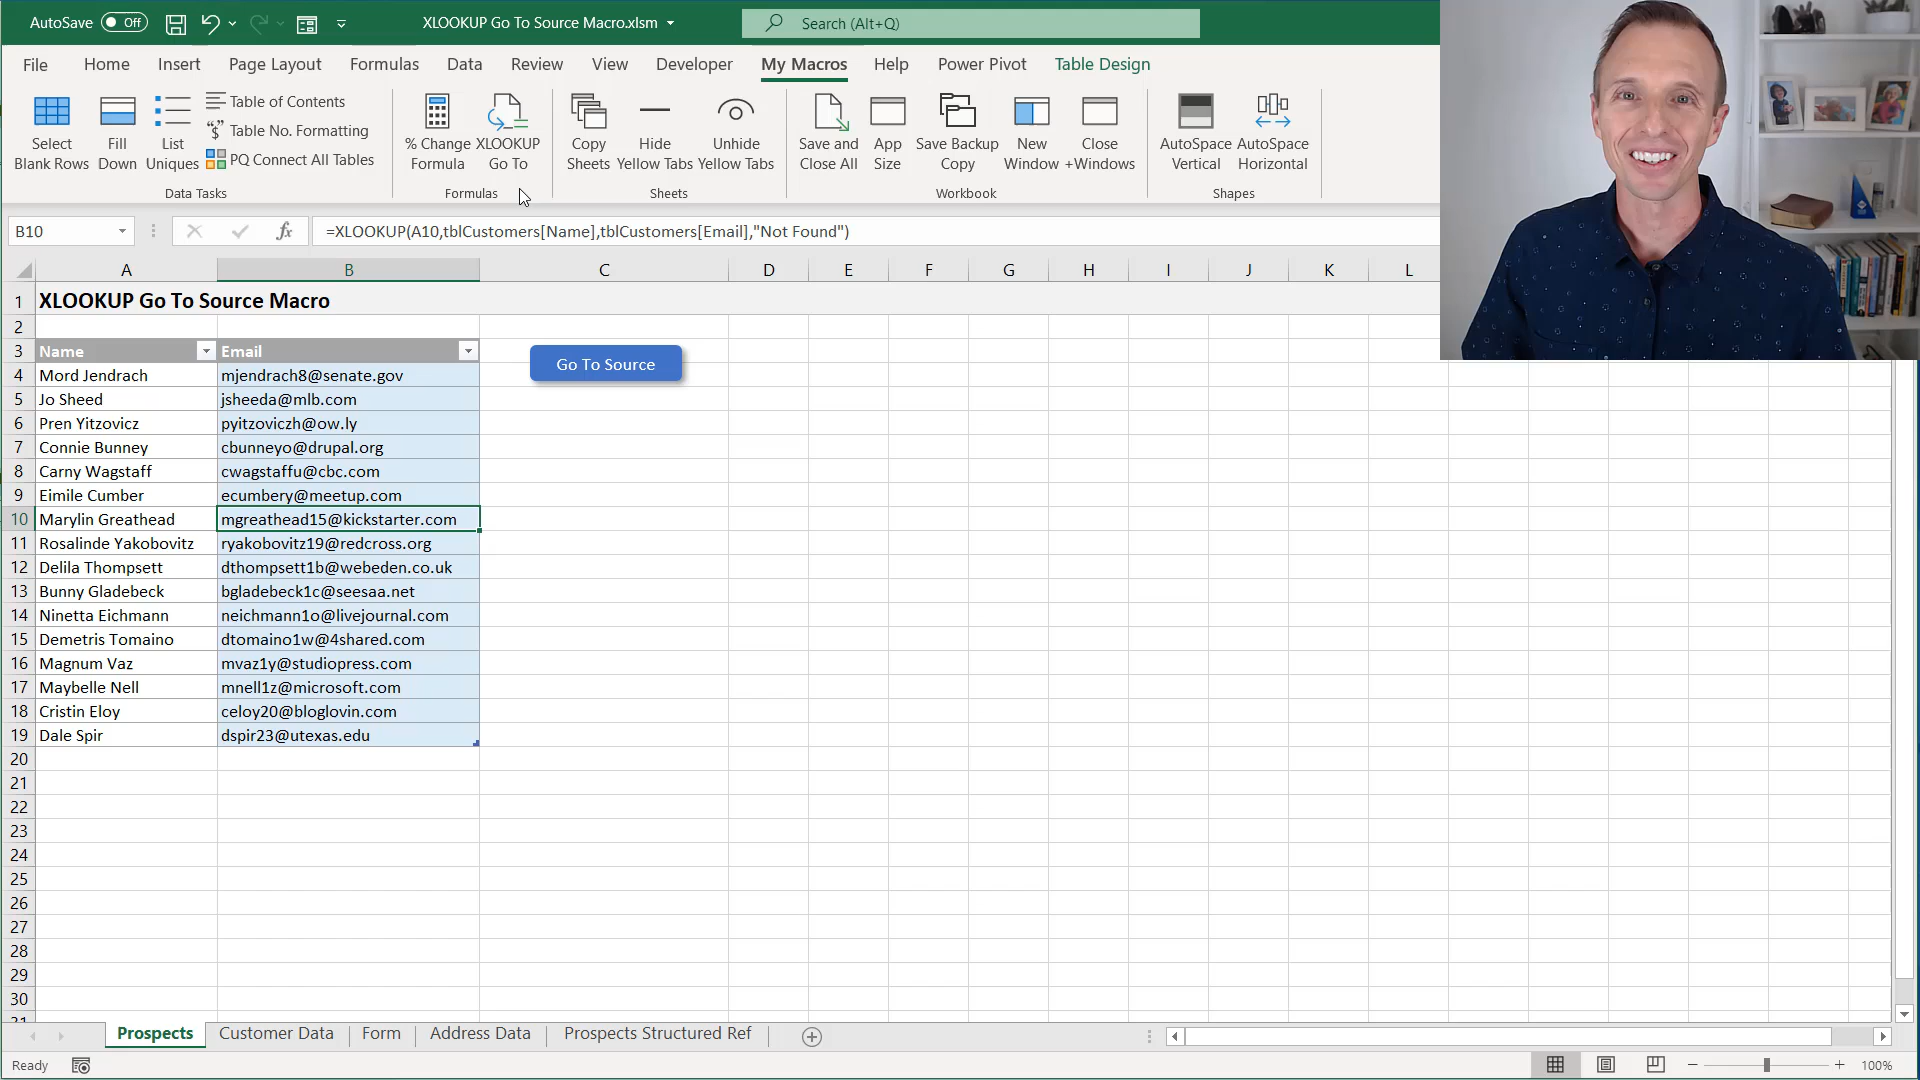 AutoSave Off XLOOKUP Go To Source Macro.xlsm Search (Alt+Q)
File Home Insert Page Layout Formulas Data Review View Developer My Macros Help Power Pivot Table Design
Select Blank Rows
Fill Down
List Uniques
Table of Contents
Table No. Formatting
PQ Connect All Tables
Data Tasks
% Change Formula
XLOOKUP Go To
Formulas
Copy Sheets
Hide Yellow Tabs
Unhide Yellow Tabs
Sheets
Save and Close All
App Size
Save Backup Copy
New Window
Close +Windows
Workbook
AutoSpace Vertical
AutoSpace Horizontal
Shapes
B10 fx =XLOOKUP(A10,tblCustomers[Name],tblCustomers[Email],"Not Found")
A B C D E F G H I J K L
1 XLOOKUP Go To Source Macro
2
3 Name Email Go To Source
4 Mord Jendrach mjendrach8@senate.gov
5 Jo Sheed jsheeda@mlb.com
6 Pren Yitzovicz pyitzoviczh@ow.ly
7 Connie Bunney cbunneyo@drupal.org
8 Carny Wagstaff cwagstaffu@cbc.com
9 Eimile Cumber ecumbery@meetup.com
10 Marylin Greathead mgreathead15@kickstarter.com
11 Rosalinde Yakobovitz ryakobovitz19@redcross.org
12 Delila Thompsett dthompsett1b@webeden.co.uk
13 Bunny Gladebeck bgladebeck1c@seesaa.net
14 Ninetta Eichmann neichmann1o@livejournal.com
15 Demetris Tomaino dtomaino1w@4shared.com
16 Magnum Vaz mvaz1y@studiopress.com
17 Maybelle Nell mnell1z@microsoft.com
18 Cristin Eloy celoy20@bloglovin.com
19 Dale Spir dspir23@utexas.edu
20
21
22
23
24
25
26
27
28
29
30
31
Prospects Customer Data Form Address Data Prospects Structured Ref
Ready 100%